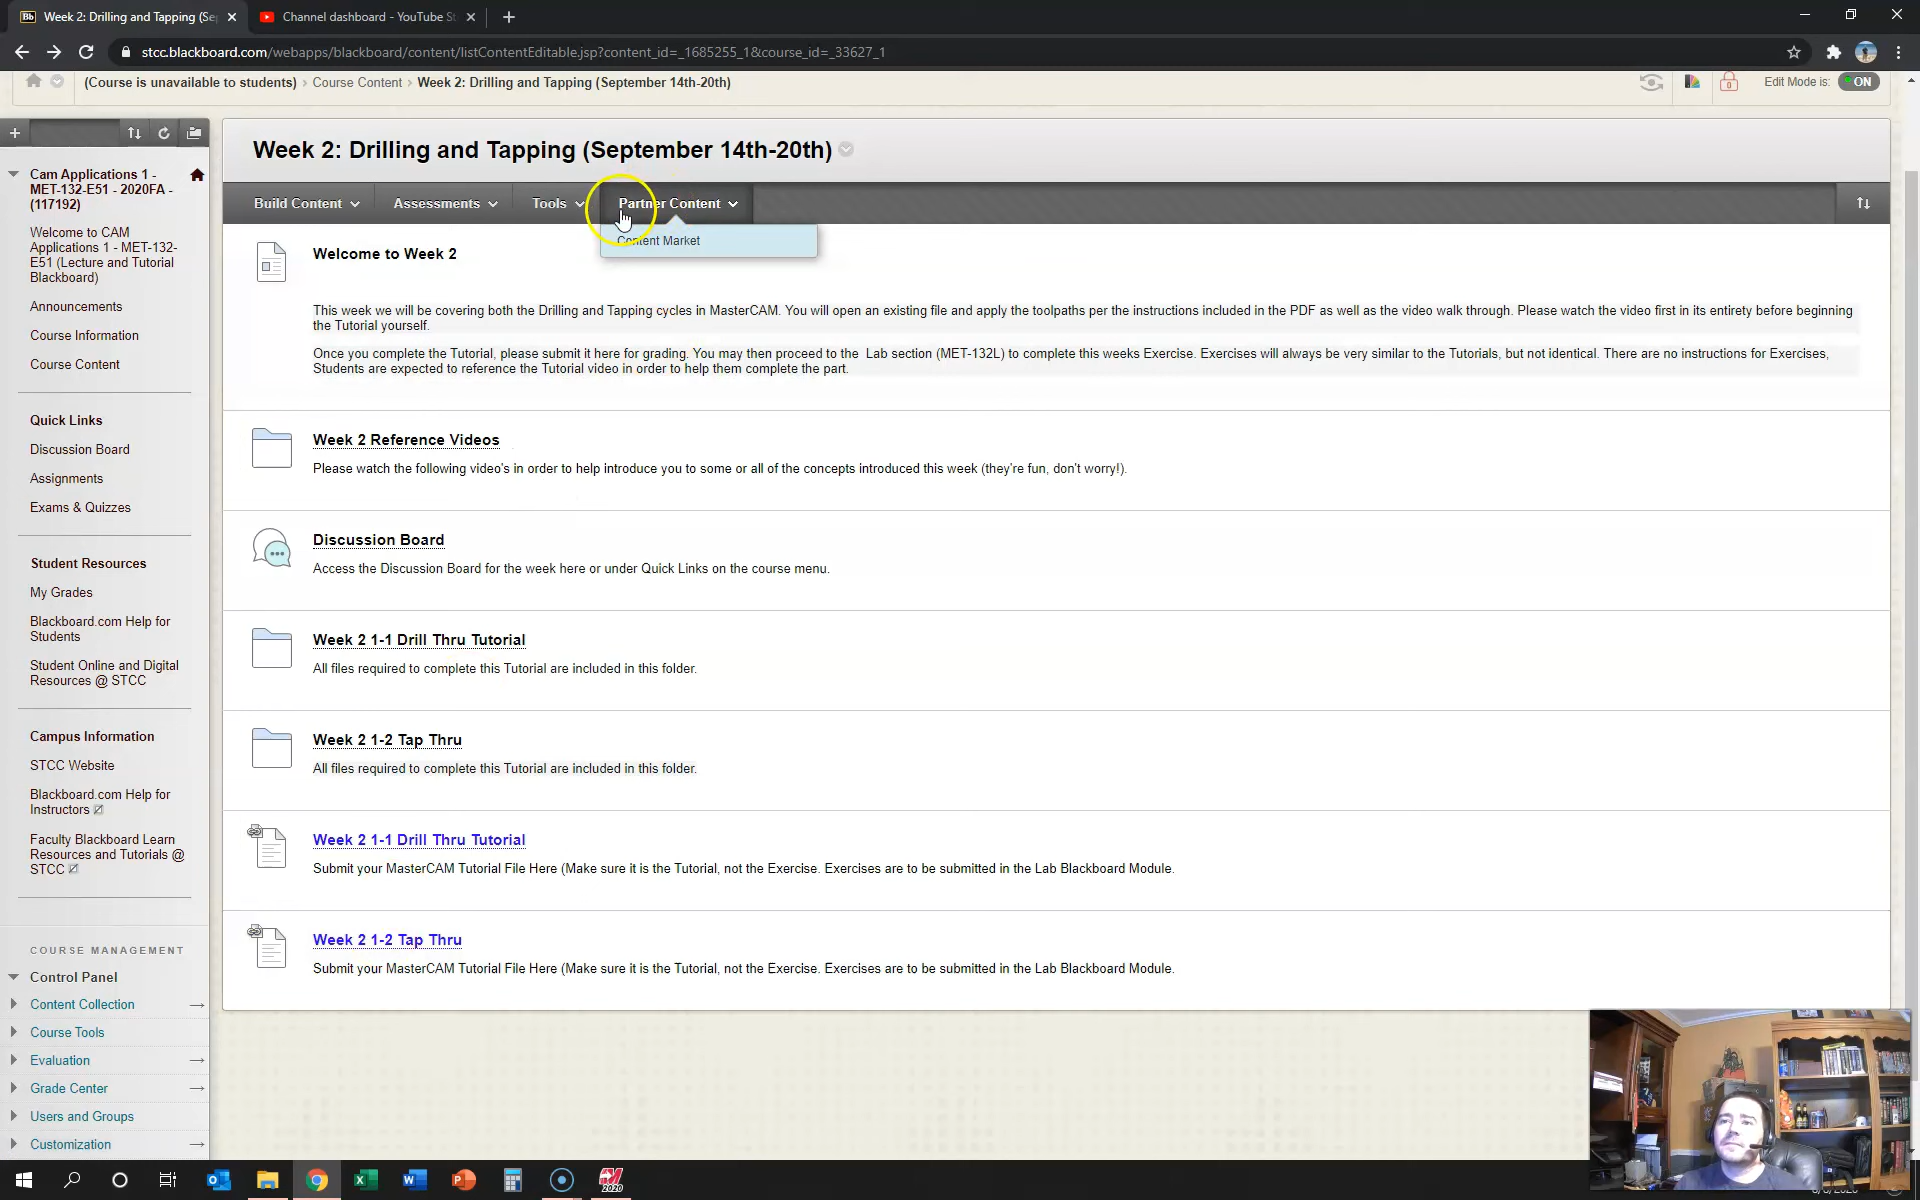 Week 2: Drilling and Tapping (Se
Channel dashboard - YouTube St
stcc.blackboard.com/webapps/blackboard/content/listContentEditable.jsp?content_id=_1685255_1&course_id=_33627_1
(Course is unavailable to students) > Course Content > Week 2: Drilling and Tapping (September 14th-20th)
Edit Mode is: ON
Week 2: Drilling and Tapping (September 14th-20th)
Build Content
Assessments
Tools
Partner Content
Content Market
Cam Applications 1 -
MET-132-E51 - 2020FA -
(117192)
Welcome to CAM
Applications 1 - MET-132-
E51 (Lecture and Tutorial
Blackboard)
Announcements
Course Information
Course Content
Quick Links
Discussion Board
Assignments
Exams & Quizzes
Student Resources
My Grades
Blackboard.com Help for
Students
Student Online and Digital
Resources @ STCC
Campus Information
STCC Website
Blackboard.com Help for
Instructors
Faculty Blackboard Learn
Resources and Tutorials @
STCC
COURSE MANAGEMENT
Control Panel
Content Collection
Course Tools
Evaluation
Grade Center
Users and Groups
Customization
Welcome to Week 2
This week we will be covering both the Drilling and Tapping cycles in MasterCAM. You will open an existing file and apply the toolpaths per the instructions included in the PDF as well as the video walk through. Please watch the video first in its entirety before beginning
the Tutorial yourself.
Once you complete the Tutorial, please submit it here for grading. You may then proceed to the  Lab section (MET-132L) to complete this weeks Exercise. Exercises will always be very similar to the Tutorials, but not identical. There are no instructions for Exercises,
Students are expected to reference the Tutorial video in order to help them complete the part.
Week 2 Reference Videos
Please watch the following video's in order to help introduce you to some or all of the concepts introduced this week (they're fun, don't worry!).
Discussion Board
Access the Discussion Board for the week here or under Quick Links on the course menu.
Week 2 1-1 Drill Thru Tutorial
All files required to complete this Tutorial are included in this folder.
Week 2 1-2 Tap Thru
All files required to complete this Tutorial are included in this folder.
Week 2 1-1 Drill Thru Tutorial
Submit your MasterCAM Tutorial File Here (Make sure it is the Tutorial, not the Exercise. Exercises are to be submitted in the Lab Blackboard Module.
Week 2 1-2 Tap Thru
Submit your MasterCAM Tutorial File Here (Make sure it is the Tutorial, not the Exercise. Exercises are to be submitted in the Lab Blackboard Module.